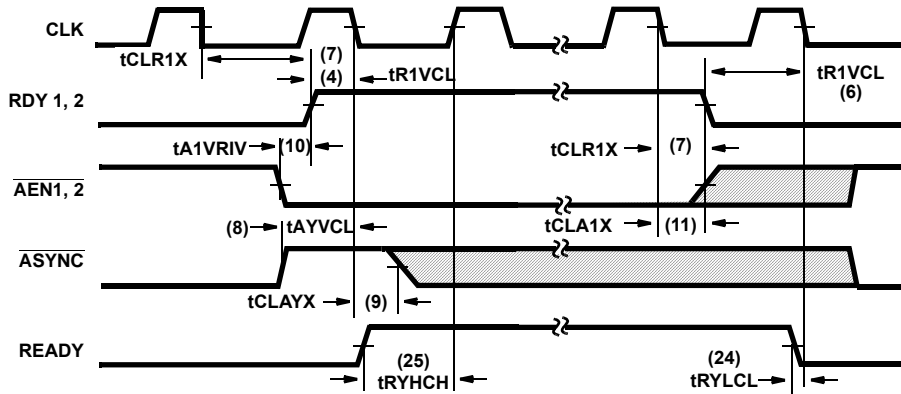 CLK
tCLR1X
(7)
(4)
tR1VCL
tR1VCL
(6)
RDY 1, 2
tA1VRIV
(10)
tCLR1X
(7)
AEN1, 2
(8)
tAYVCL
tCLA1X
(11)
ASYNC
tCLAYX
(9)
READY
(25)
tRYHCH
(24)
tRYLCL